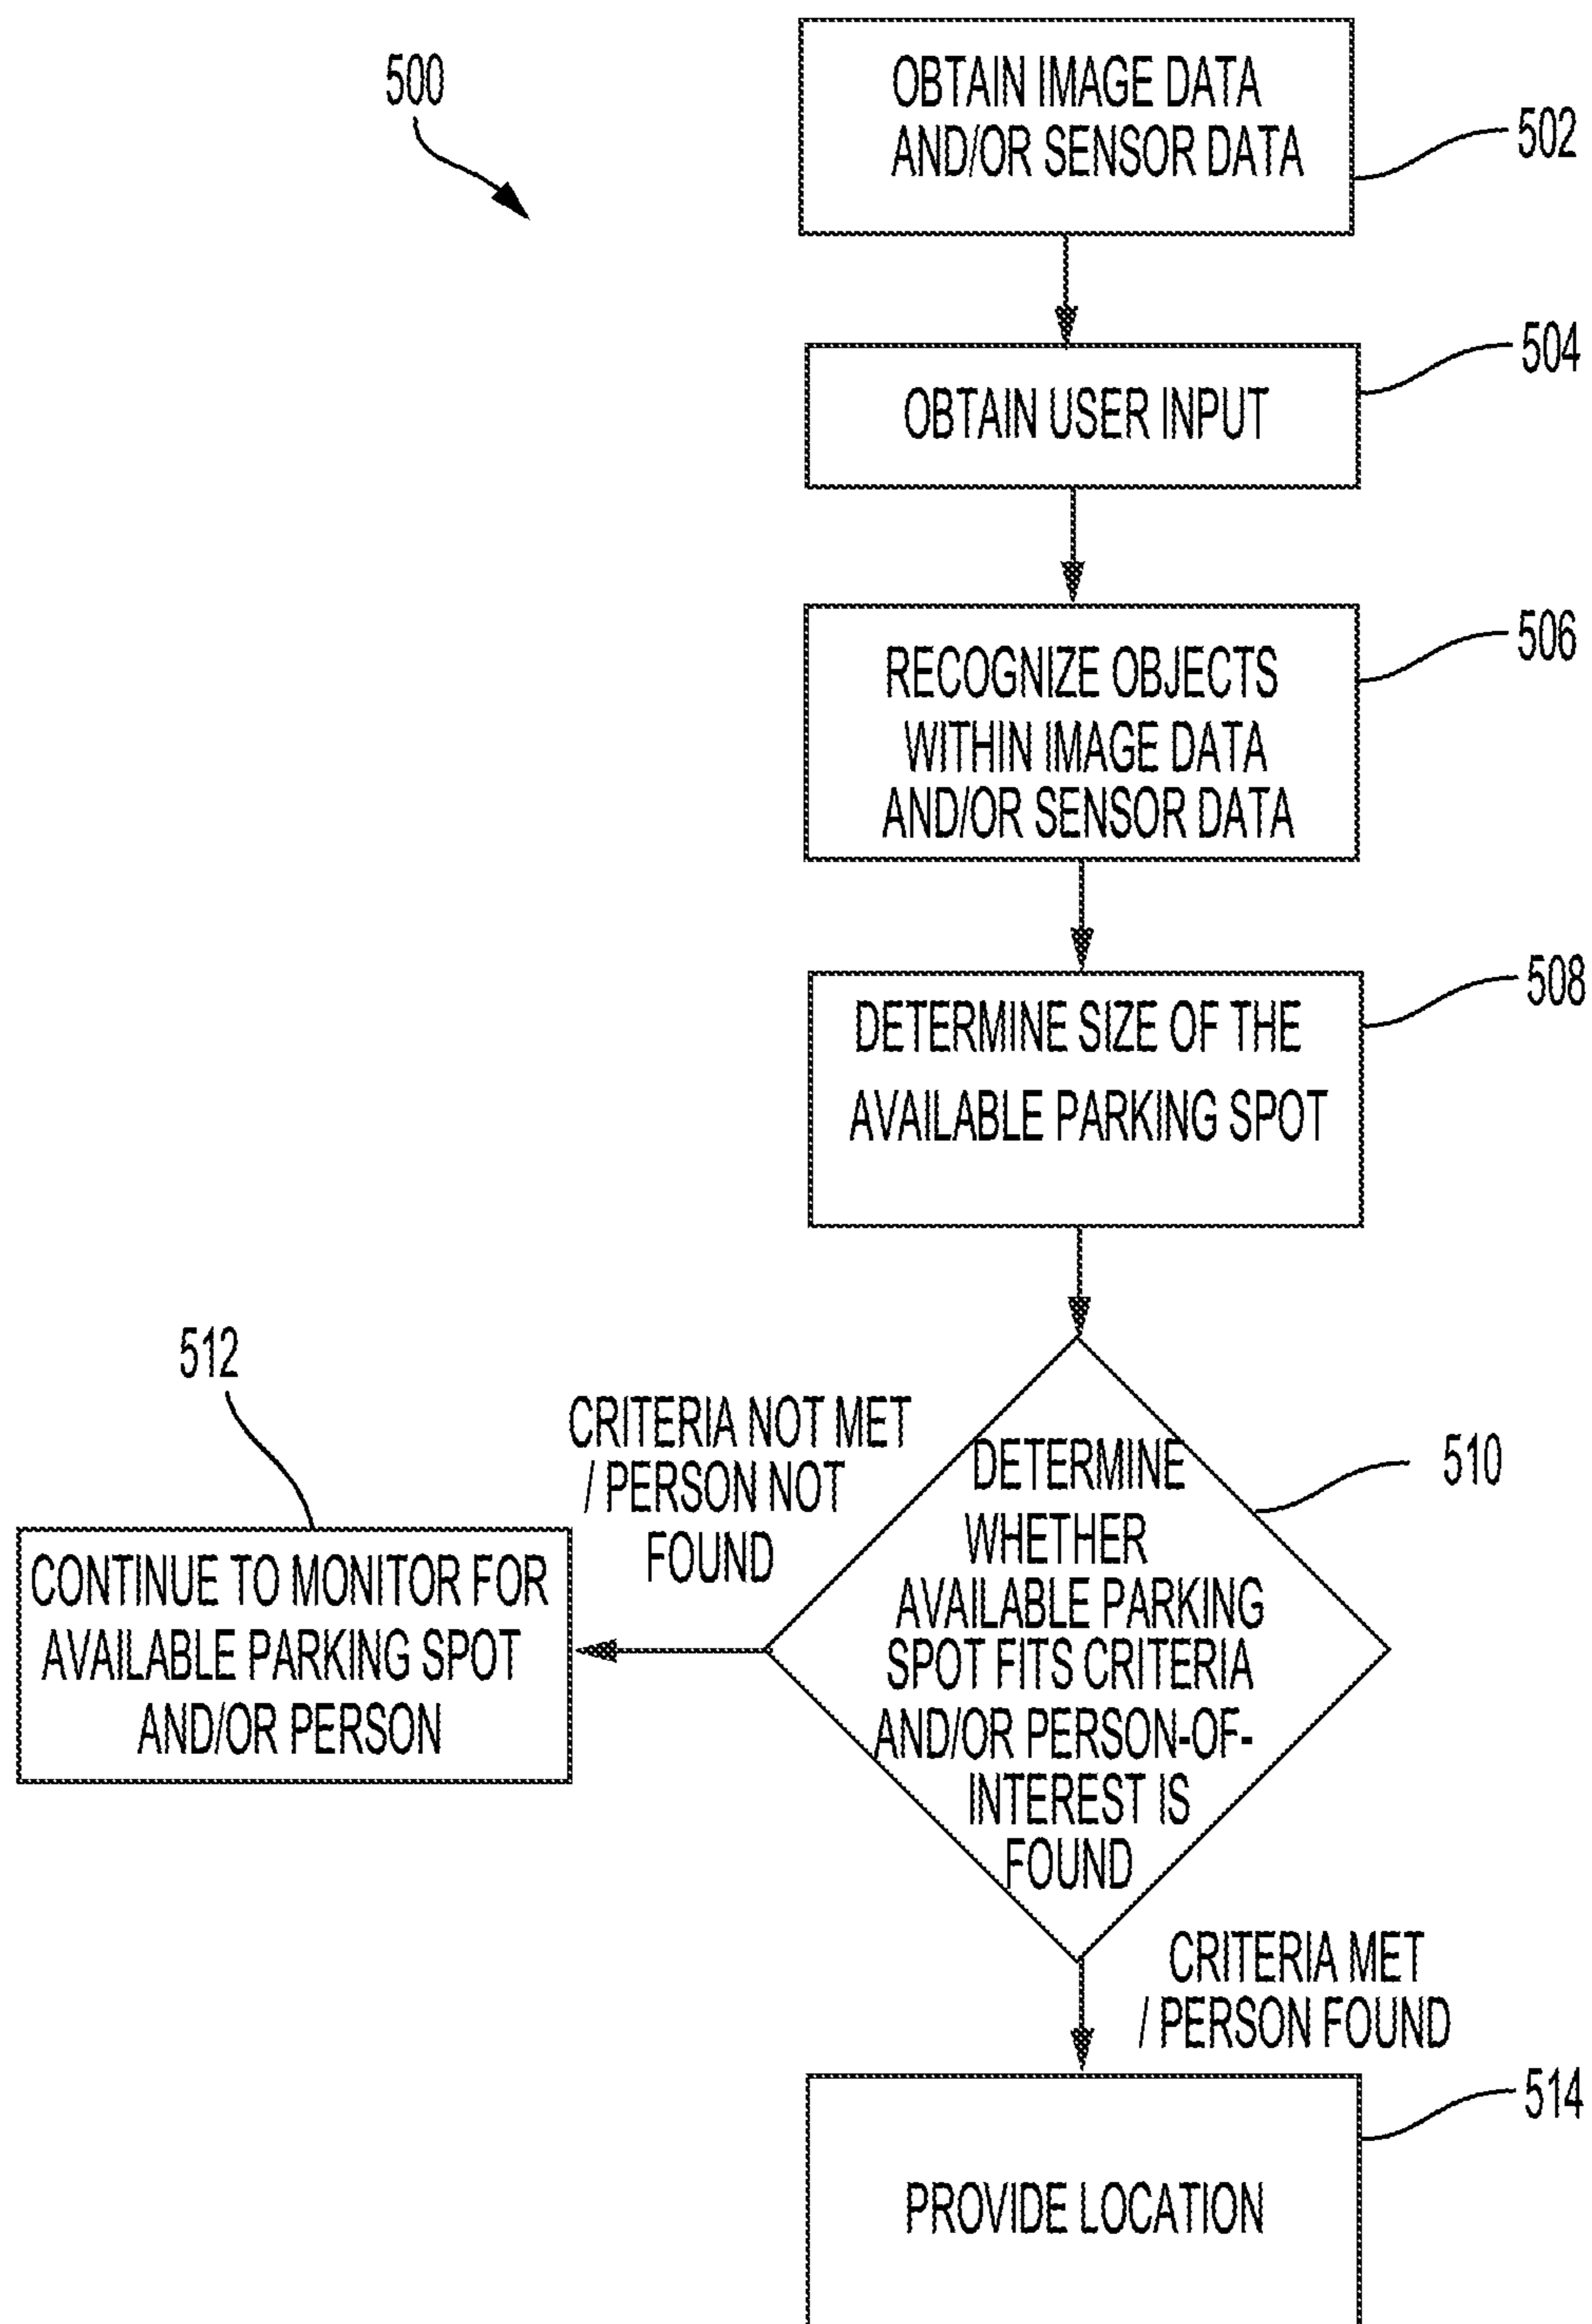 500
OBTAIN IMAGE DATA
AND/OR SENSOR DATA
502
OBTAIN USER INPUT
504
RECOGNIZE OBJECTS
WITHIN IMAGE DATA
AND/OR SENSOR DATA
506
DETERMINE SIZE OF THE
AVAILABLE PARKING SPOT
508
DETERMINE
WHETHER
AVAILABLE PARKING
SPOT FITS CRITERIA
AND/OR PERSON-OF-
INTEREST IS
FOUND
510
CRITERIA NOT MET
/ PERSON NOT
FOUND
512
CONTINUE TO MONITOR FOR
AVAILABLE PARKING SPOT
AND/OR PERSON
CRITERIA MET
/ PERSON FOUND
PROVIDE LOCATION
514